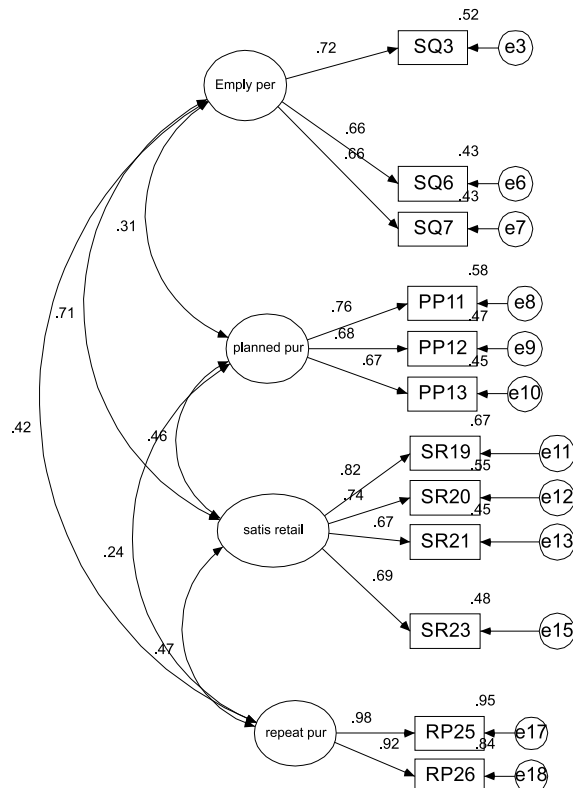 .52
.72
SQ3
e3
Emply per
.66
.43
.66
SQ6
e6
.43
SQ7
e7
.31
.58
.76
PP11
e8
.71
.47
.68
planned pur
PP12
e9
.45
.67
PP13
e10
.67
.42
.46
.82
SR19
e11
.55
.74
SR20
e12
.45
satis retail
.67
SR21
e13
.24
.69
.48
SR23
e15
.47
.95
.98
RP25
e17
repeat pur
.84
.92
RP26
e18